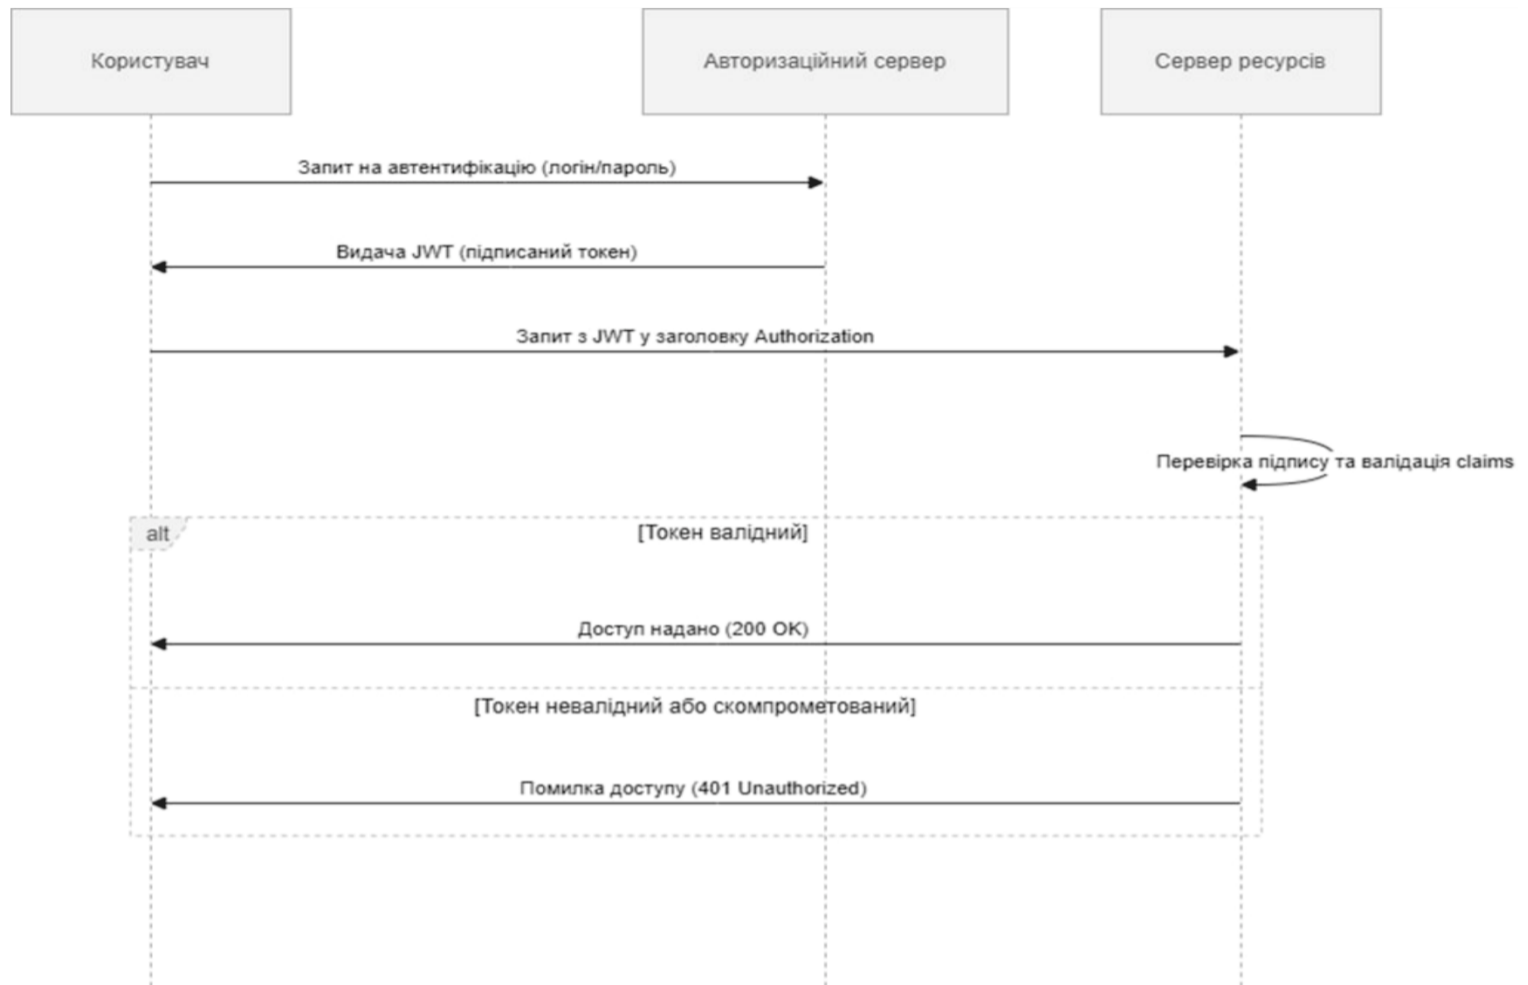 Користувач
Авторизаційний сервер
Сервер ресурсів
Запит на автентифікацію (логін/пароль)
Видача JWT (підписаний токен)
Запит з JWT у заголовку Authorization
Перевірка підпису та валідація claims
alt
[Токен валідний]
Доступ надано (200 OK)
[Токен невалідний або скомпрометований]
Помилка доступу (401 Unauthorized)